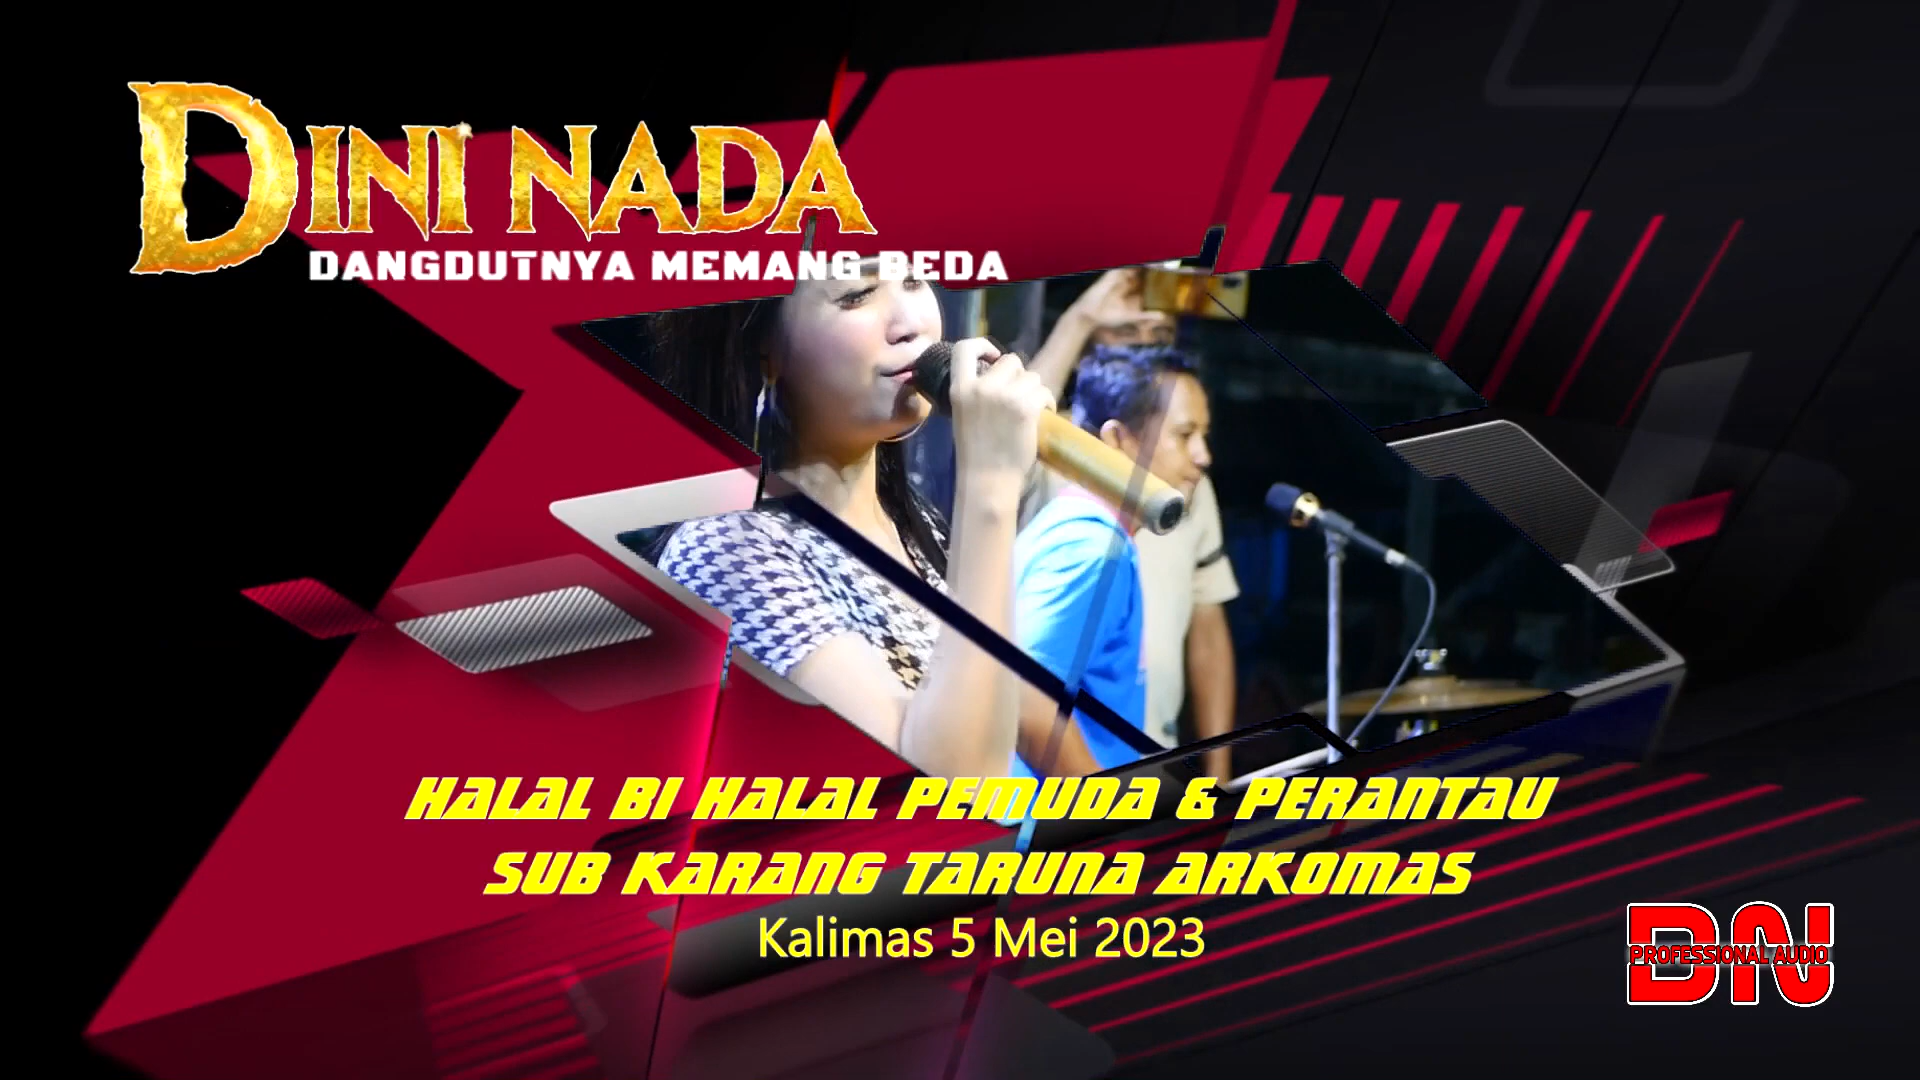 DINI NADA
DANGDUTNYA MEMANG BEDA
HALAL BI HALAL PEMUDA & PERANTAU
SUB KARANG TARUNA ARKOMAS
Kalimas 5 Mei 2023
DN
PROFESSIONAL AUDIO